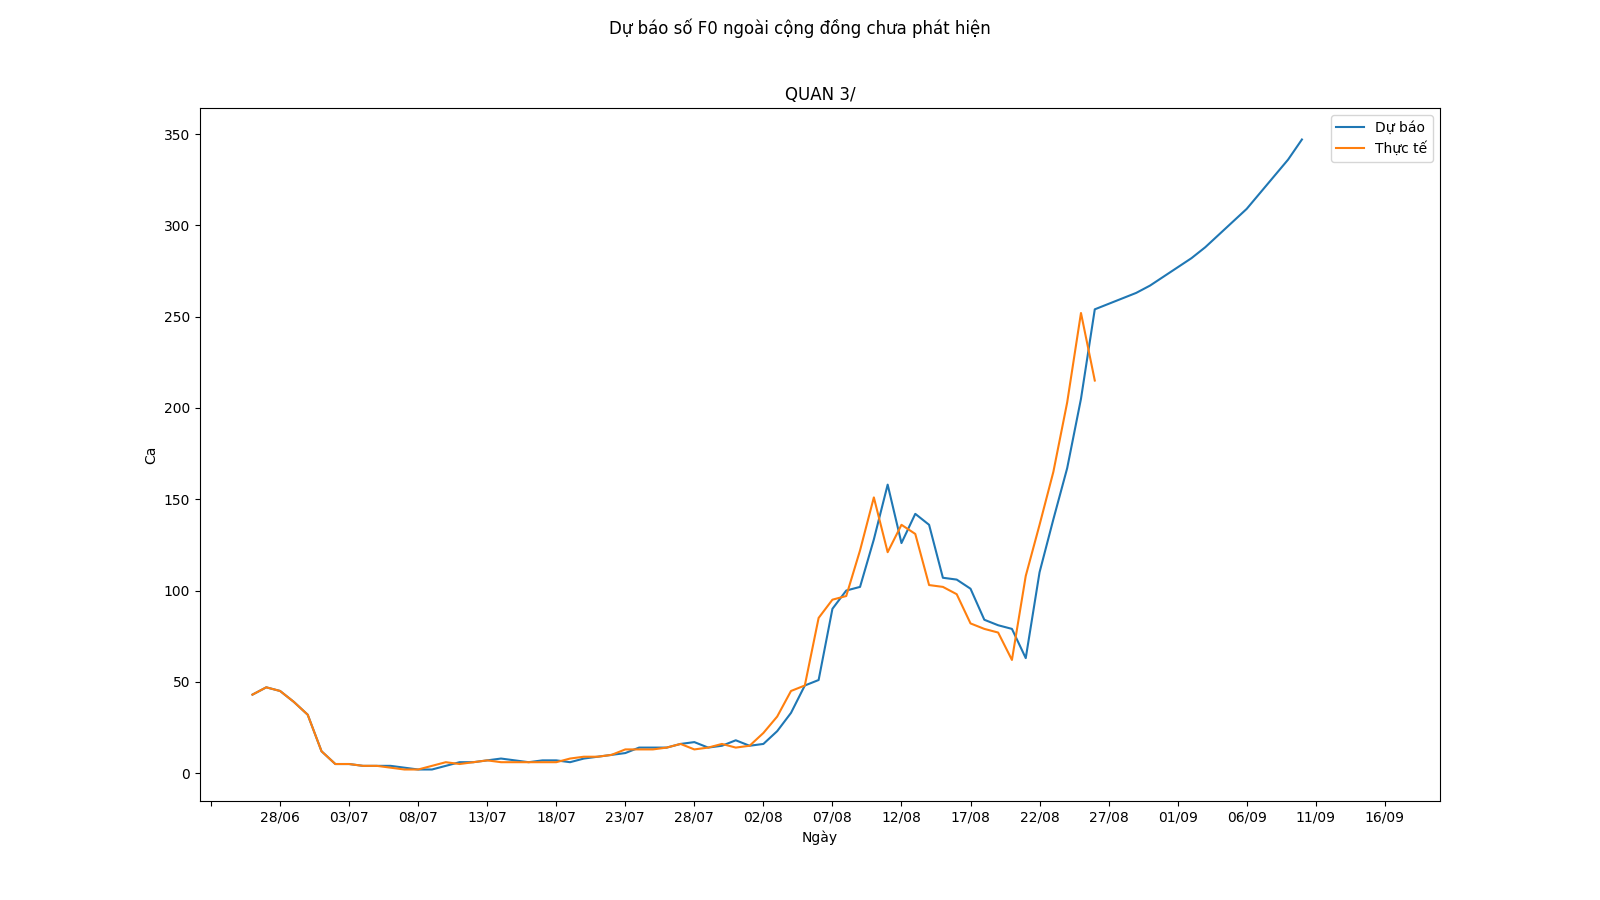 Dự báo số F0 ngoài cộng đồng chưa phát hiện
QUAN 3/
Dự báo
Thực tế
350
300
250
200
150
100
50
0
Ca
28/06 03/07 08/07 13/07 18/07 23/07 28/07 02/08 07/08 12/08 17/08 22/08 27/08 01/09 06/09 11/09 16/09
Ngày